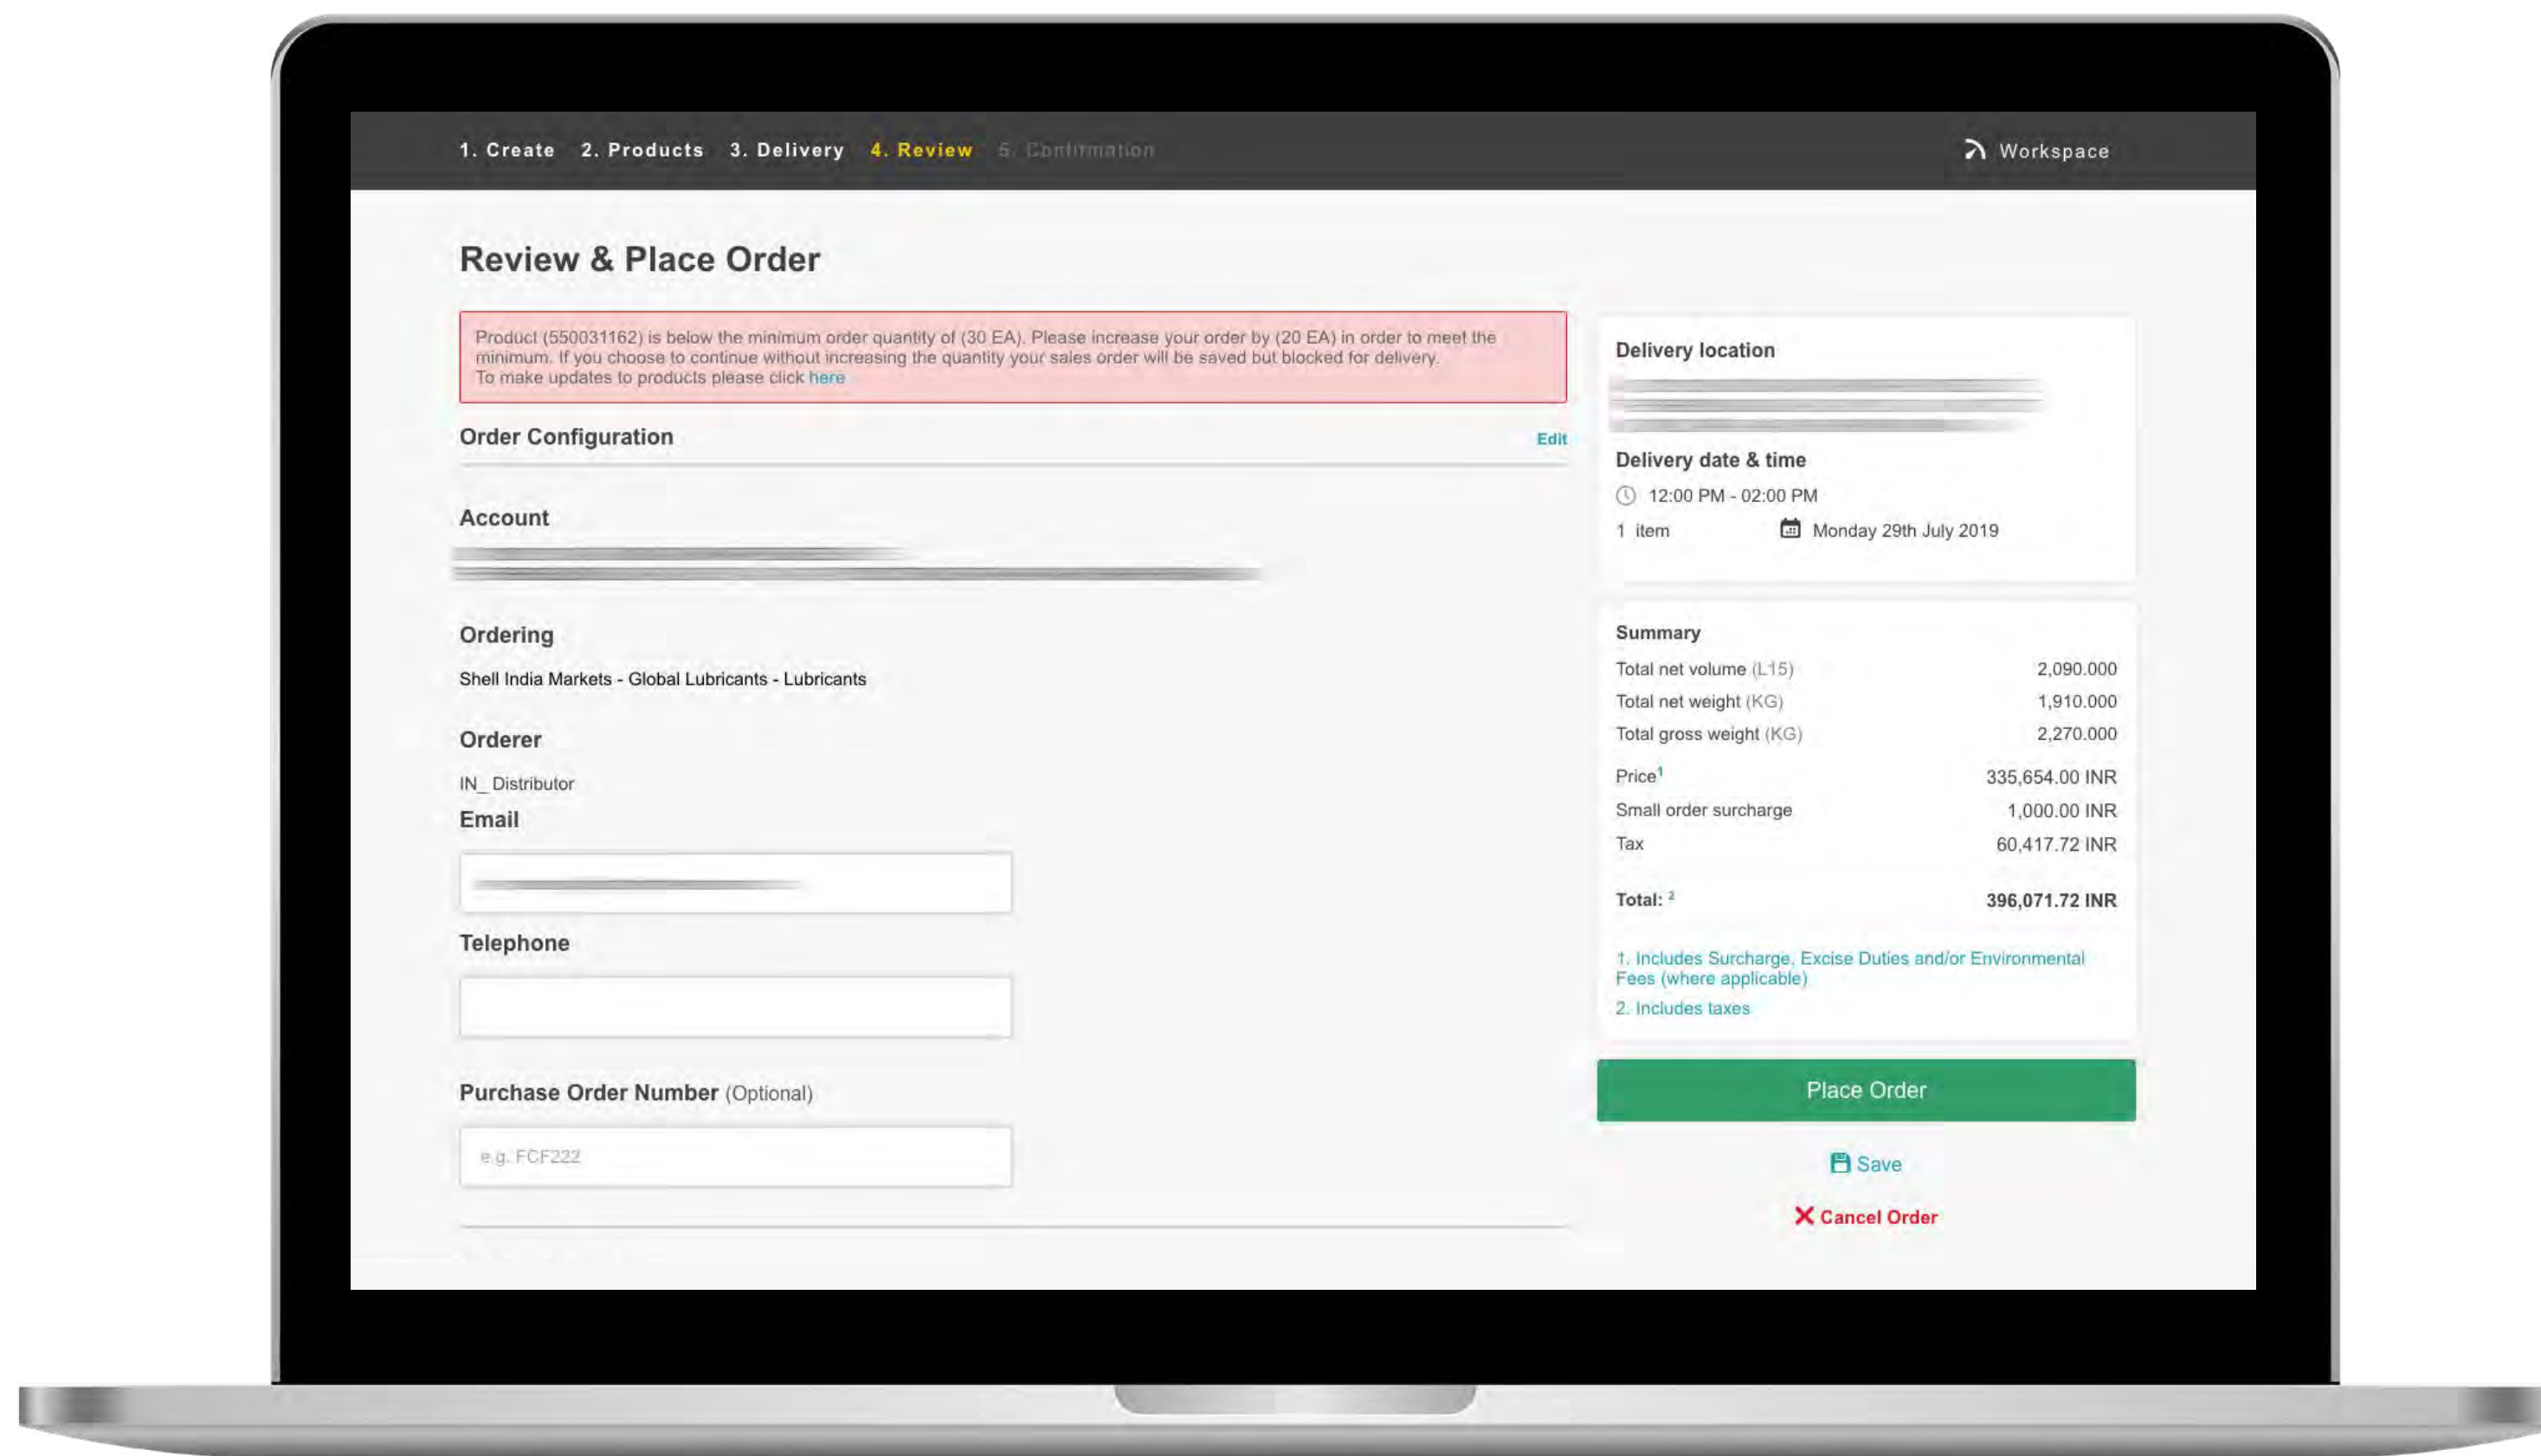 1. Create 2. Products 3. Delivery 4. Review 5. Confirmation
Workspace
Review & Place Order
Product (550031162) is below the minimum order quantity of (30 EA). Please increase your order by (20 EA) in order to meet the
minimum. If you choose to continue without increasing the quantity your sales order will be saved but blocked for delivery.
To make updates to products please click here
Order Configuration
Edit
Account
Ordering
Shell India Markets - Global Lubricants - Lubricants
Orderer
IN_ Distributor
Email
Telephone
Purchase Order Number (Optional)
e.g. FCF222
Delivery location
Delivery date & time
12:00 PM - 02:00 PM
1 item Monday 29th July 2019
Summary
Total net volume (L15) 2,090.000
Total net weight (KG) 1,910.000
Total gross weight (KG) 2,270.000
Price¹ 335,654.00 INR
Small order surcharge 1,000.00 INR
Tax 60,417.72 INR
Total: ² 396,071.72 INR
1. Includes Surcharge, Excise Duties and/or Environmental
Fees (where applicable)
2. Includes taxes
Place Order
Save
Cancel Order